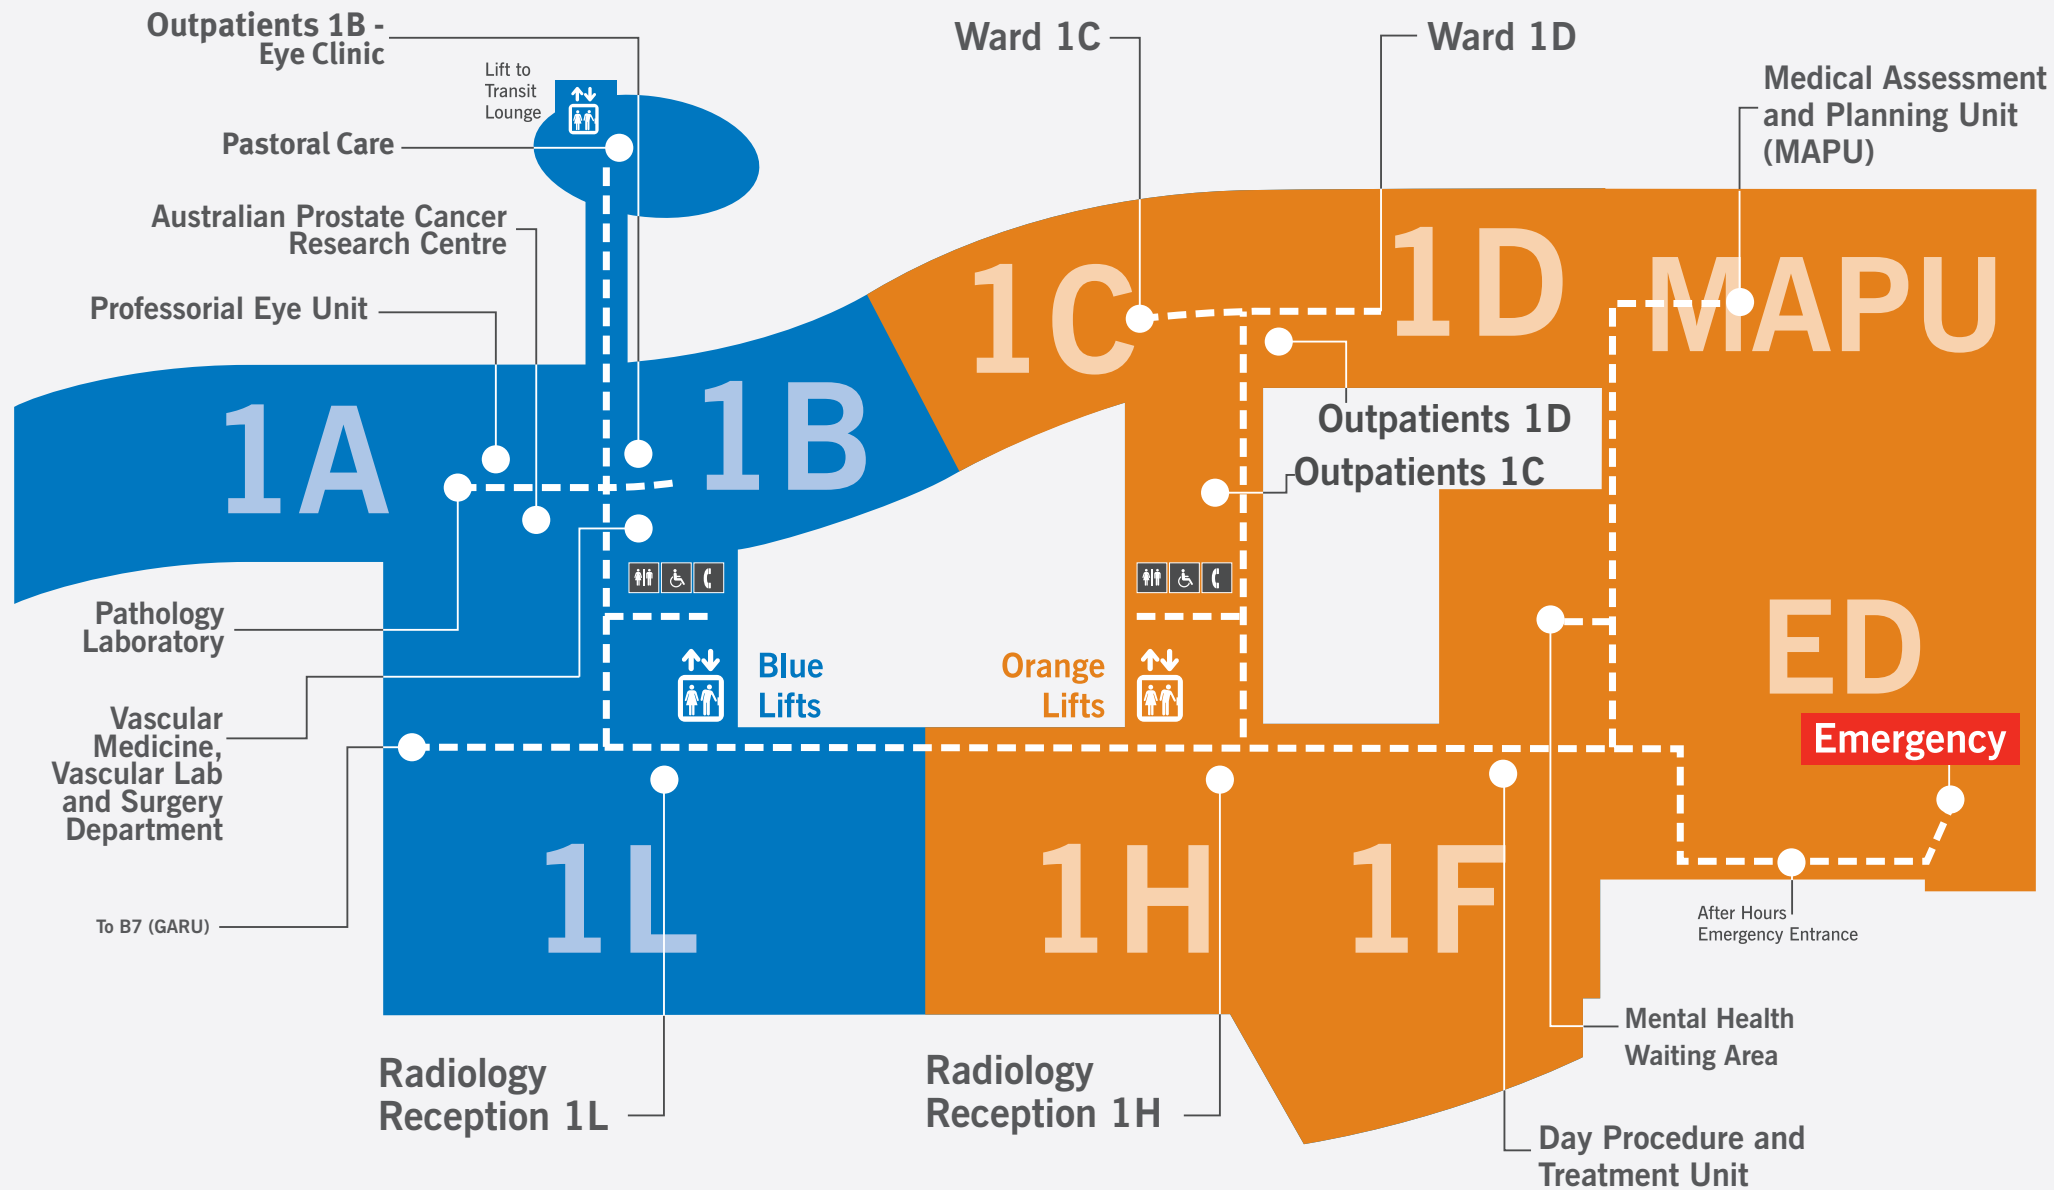 Outpatients 1B -
Eye Clinic
Lift to
Transit
Lounge
Pastoral Care
Australian Prostate Cancer
Research Centre
Professorial Eye Unit
Ward 1C
Ward 1D
Medical Assessment
and Planning Unit
(MAPU)
1A
1B
1C
1D
MAPU
Outpatients 1D
Outpatients 1C
Pathology
Laboratory
Vascular
Medicine,
Vascular Lab
and Surgery
Department
Blue
Lifts
Orange
Lifts
ED
Emergency
1L
1H
1F
To B7 (GARU)
After Hours
Emergency Entrance
Radiology
Reception 1L
Radiology
Reception 1H
Mental Health
Waiting Area
Day Procedure and
Treatment Unit